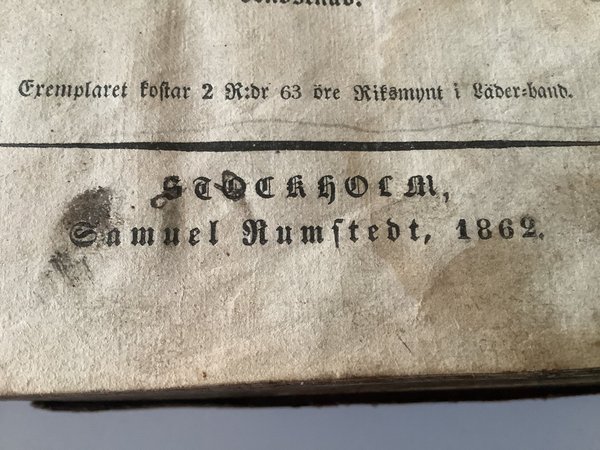 Exemplaret kostar 2 R:dr 63 öre Riksmynt i Läder-band.
STOCKHOLM,
Samuel Rumstedt, 1862.